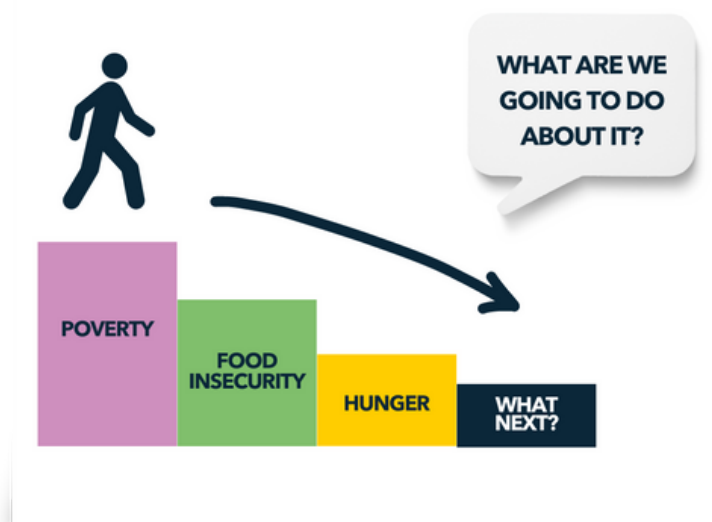 WHAT ARE WE
GOING TO DO
ABOUT IT?
POVERTY
FOOD
INSECURITY
HUNGER
WHAT
NEXT?